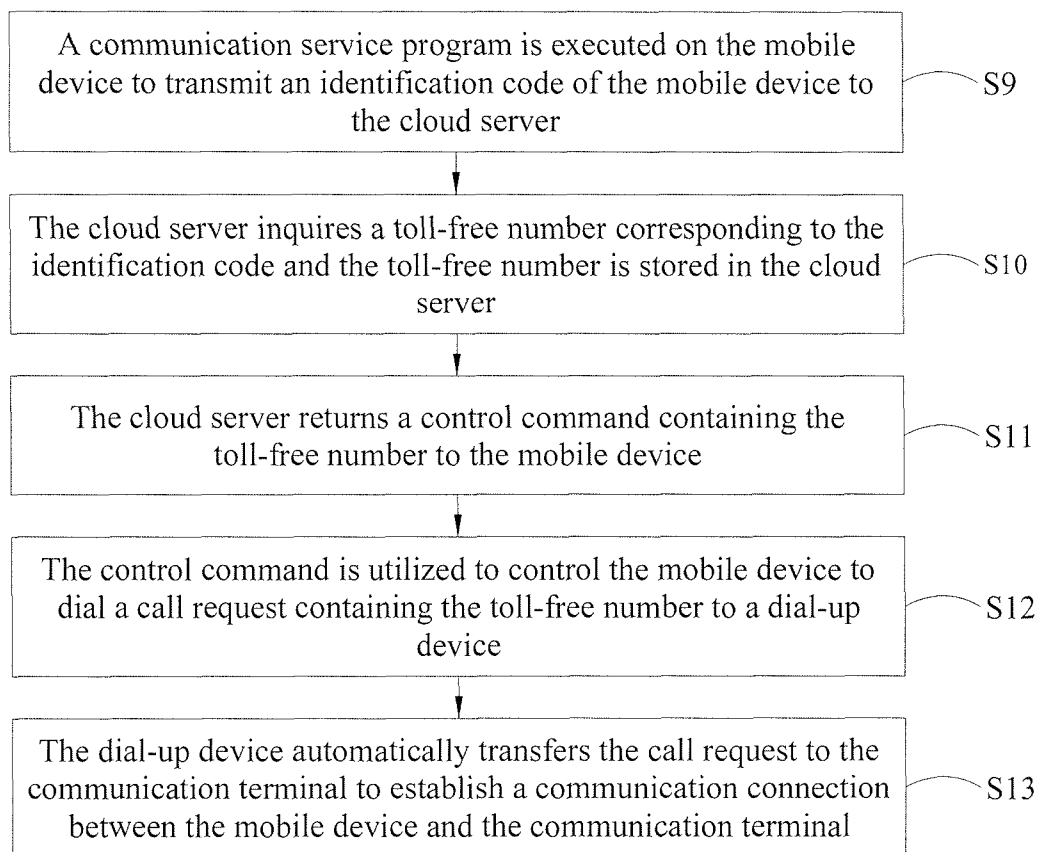 A communication service program is executed on the mobile
device to transmit an identification code of the mobile device to
the cloud server
S9
The cloud server inquires a toll-free number corresponding to the
identification code and the toll-free number is stored in the cloud
server
S10
The cloud server returns a control command containing the
toll-free number to the mobile device
S11
The control command is utilized to control the mobile device to
dial a call request containing the toll-free number to a dial-up
device
S12
The dial-up device automatically transfers the call request to the
communication terminal to establish a communication connection
between the mobile device and the communication terminal
S13